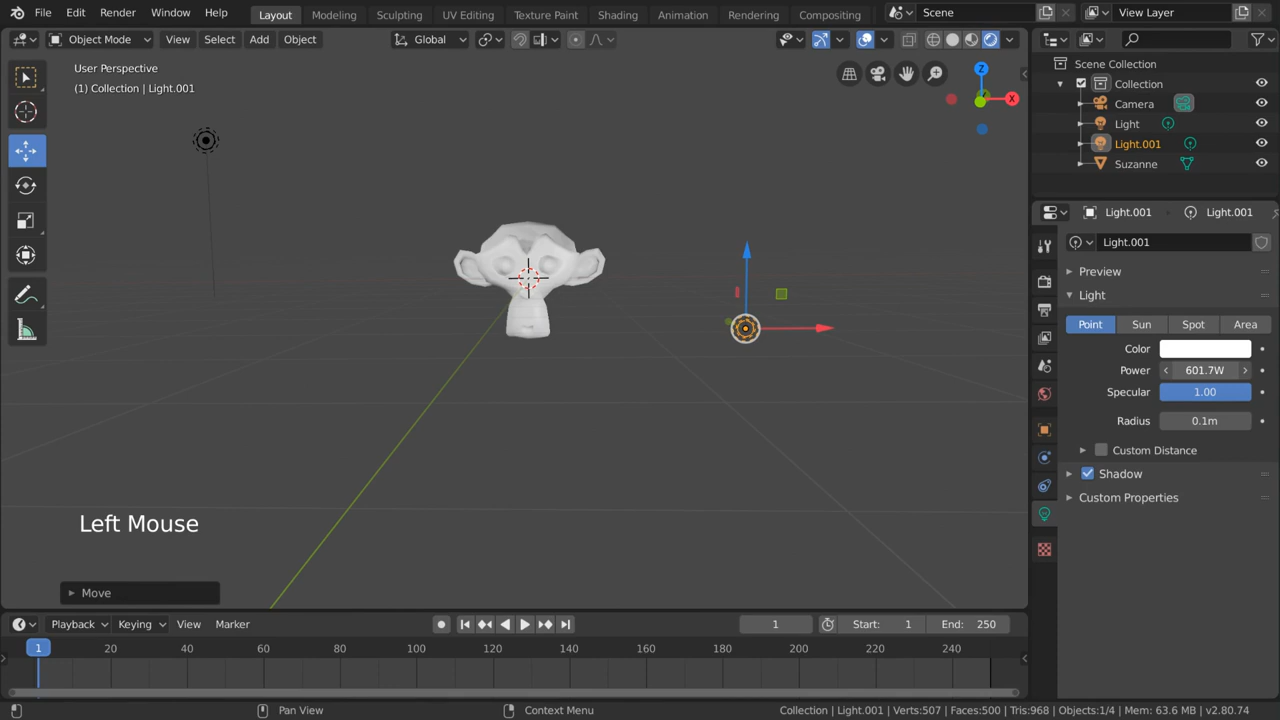 File Edit Render Window Help Layout Modeling Sculpting UV Editing Texture Paint Shading Animation Rendering Compositing Scene View Layer
Object Mode View Select Add Object Global
User Perspective
(1) Collection | Light.001
Z
X
Scene Collection
Collection
Camera
Light
Light.001
Suzanne
Light.001 Light.001
Light.001
Preview
Light
Point Sun Spot Area
Color
Power 601.7W
Specular 1.00
Radius 0.1m
Custom Distance
Shadow
Custom Properties
Left Mouse
Move
Playback Keying View Marker 1 Start: 1 End: 250
1 20 40 60 80 100 120 140 160 180 200 220 240
Pan View Context Menu Collection | Light.001 | Verts:507 | Faces:500 | Tris:968 | Objects:1/4 | Mem: 63.6 MB | v2.80.74